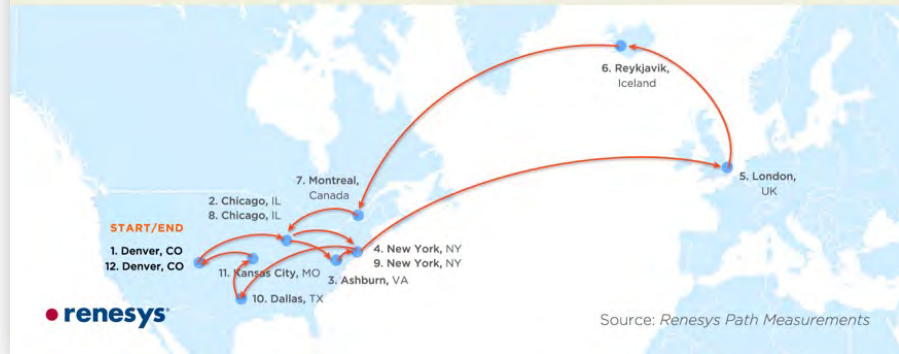 6. Reykjavik,
Iceland
7. Montreal,
Canada
5. London,
UK
2. Chicago, IL
8. Chicago, IL
START/END
1. Denver, CO
12. Denver, CO
4. New York, NY
9. New York, NY
11. Kansas City, MO
3. Ashburn, VA
10. Dallas, TX
renesys
Source: Renesys Path Measurements